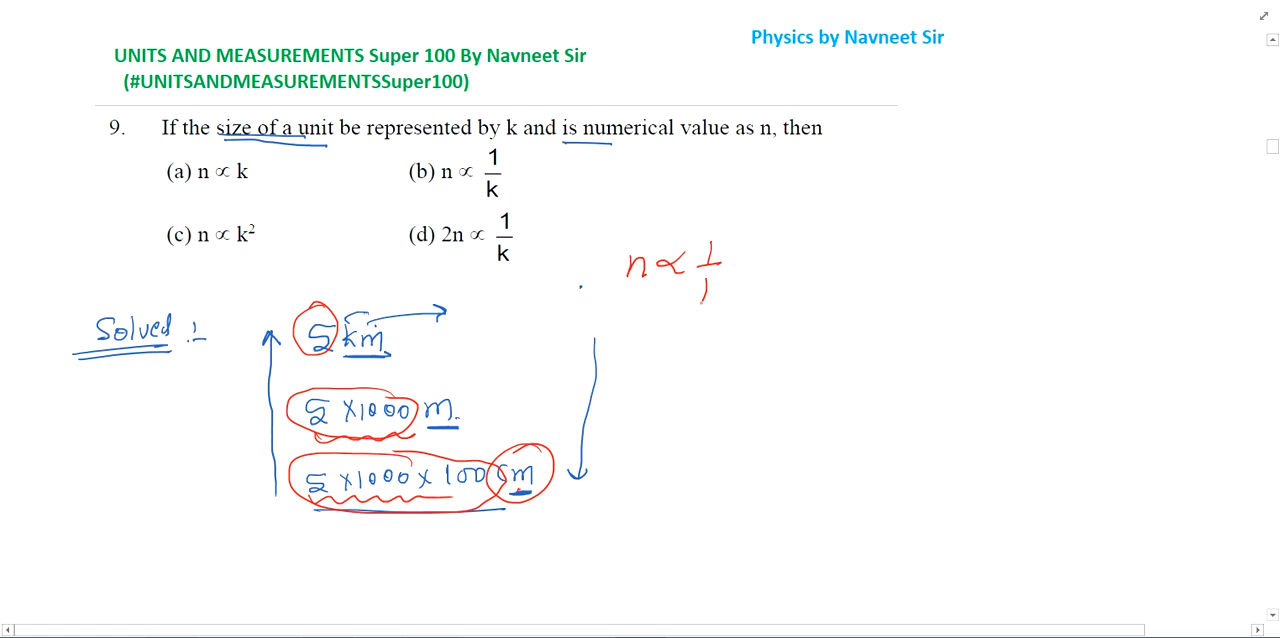 Physics by Navneet Sir
UNITS AND MEASUREMENTS Super 100 By Navneet Sir
(#UNITSANDMEASUREMENTSSuper100)
9. If the size of a unit be represented by k and is numerical value as n, then
(a) n ∝ k (b) n ∝ 1/k
(c) n ∝ k² (d) 2n ∝ 1/k
n ∝ 1/
Solved :-
5 km
5 ×1000 m.
5 ×1000 × 100 cm